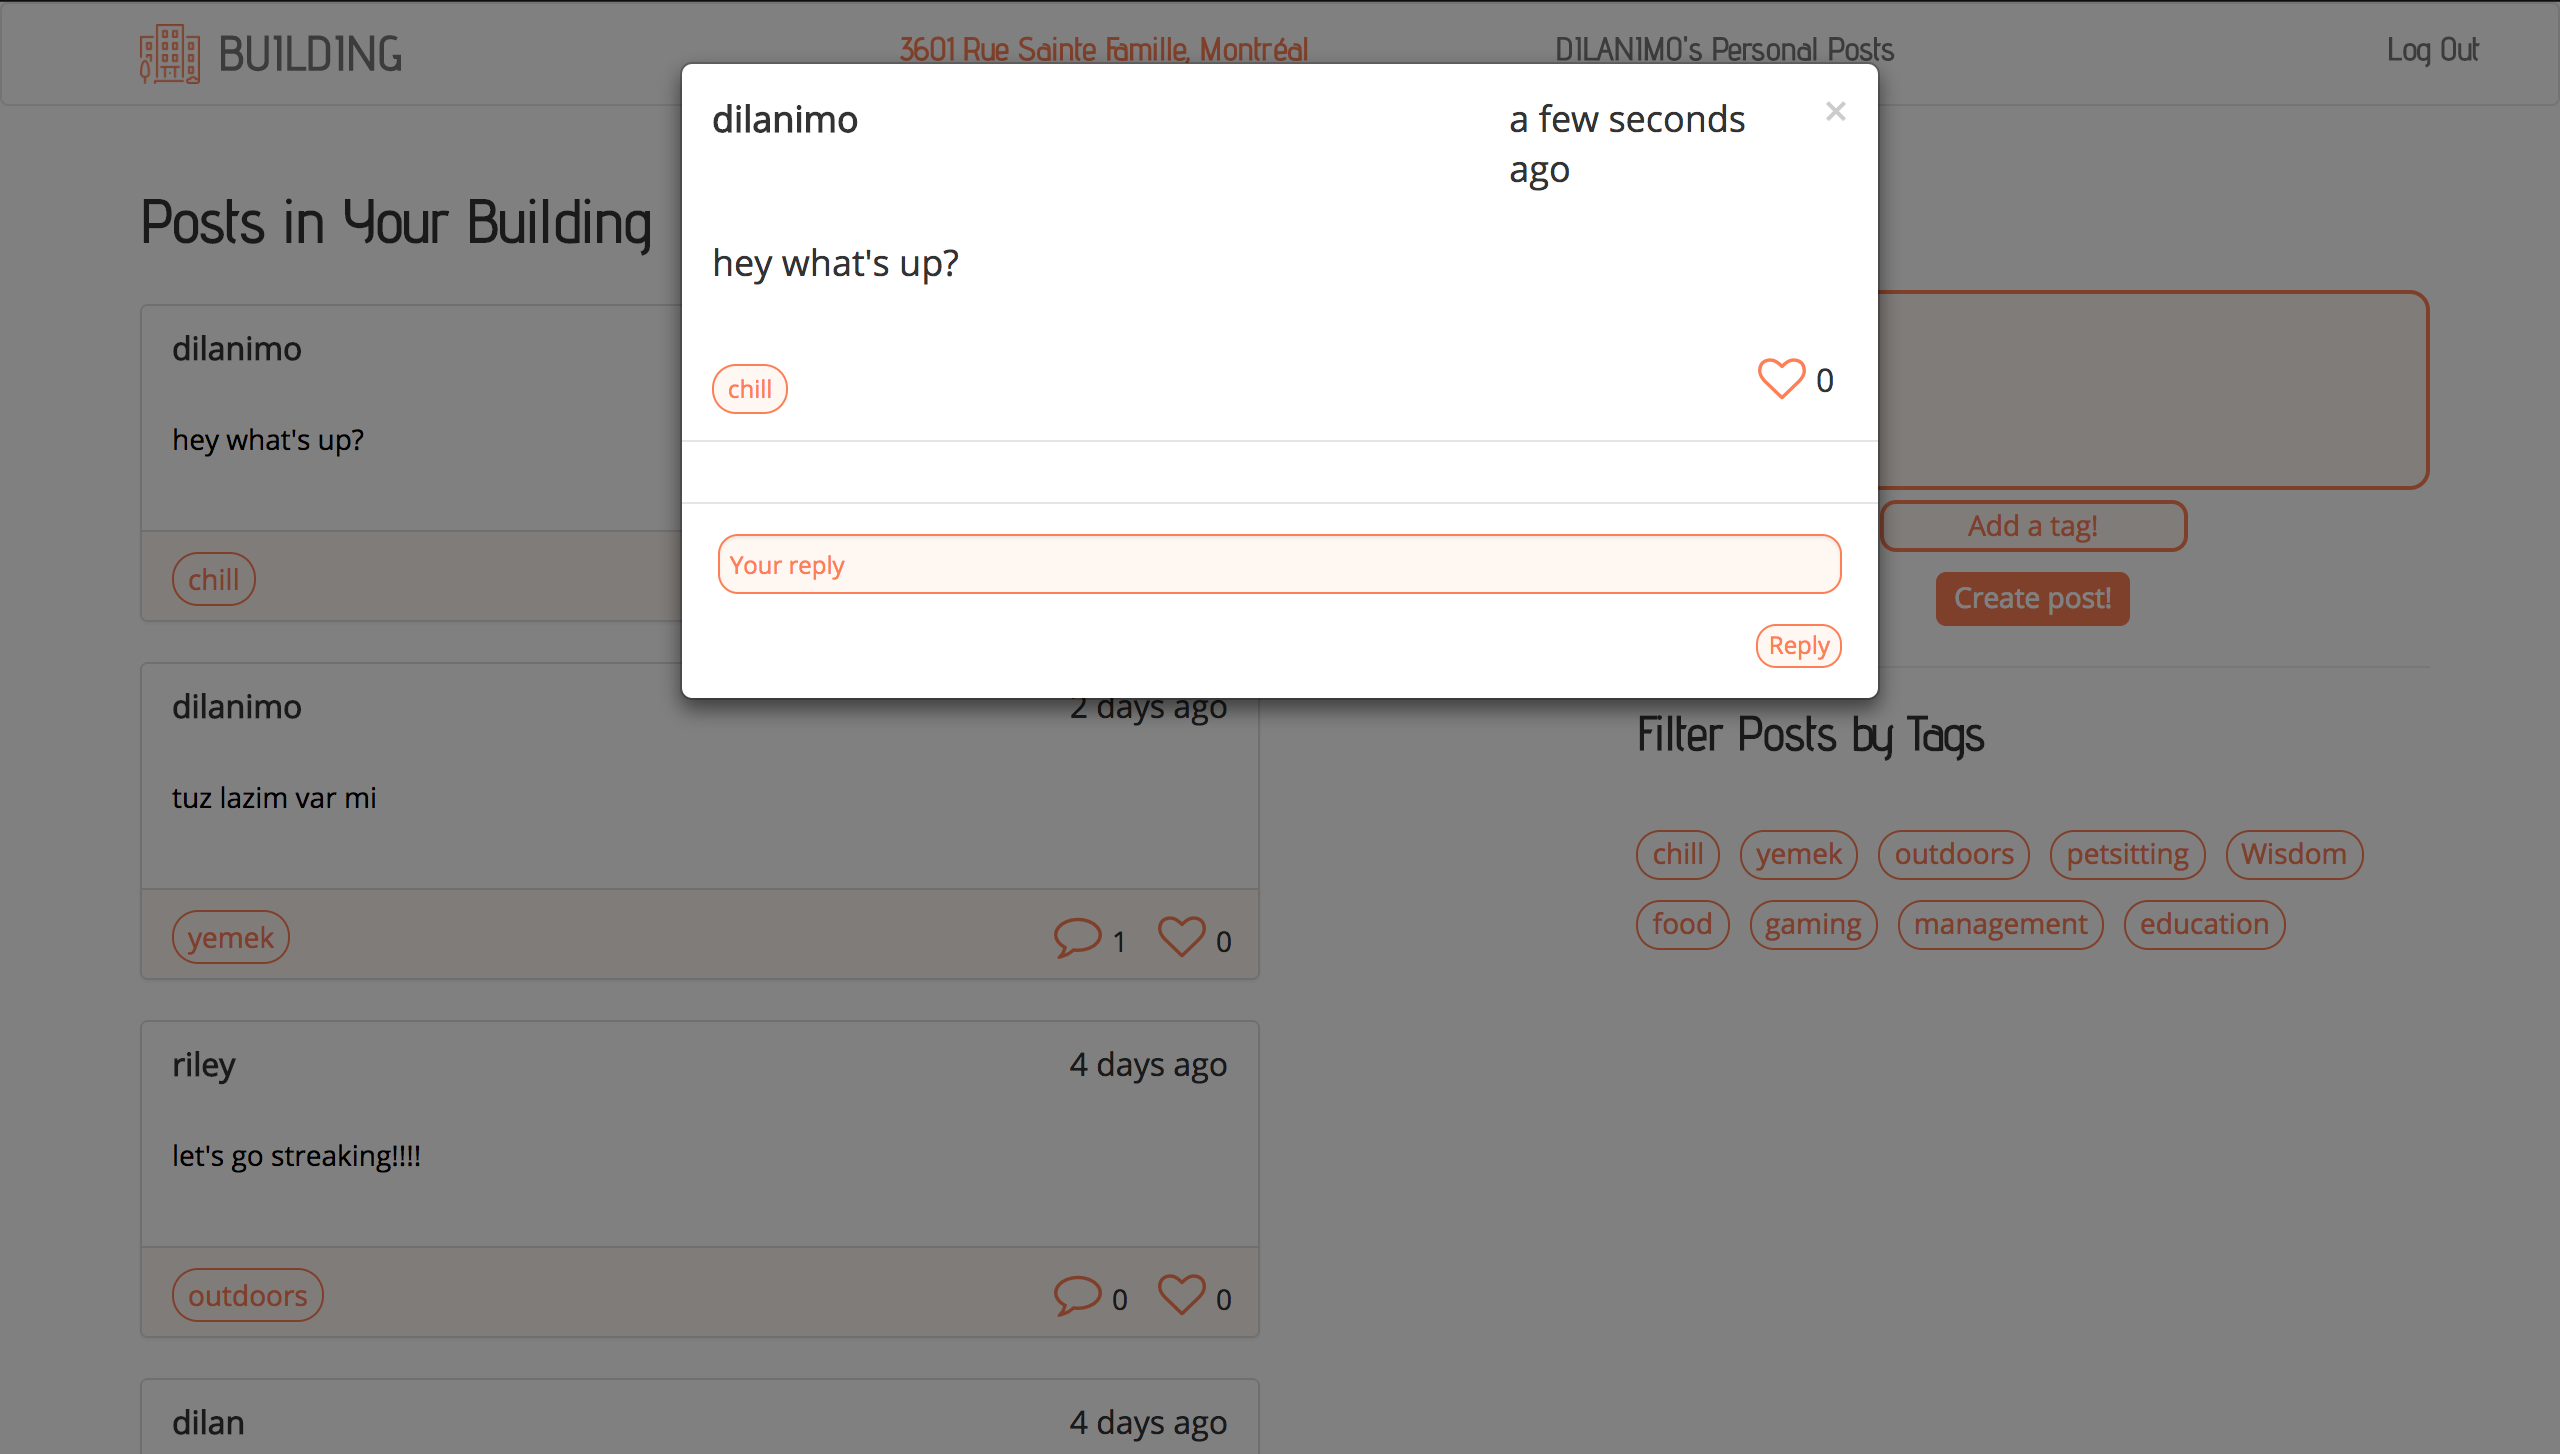 BUILDING
3601 Rue Sainte Famille, Montréal
DILANIMO's Personal Posts
Log Out
dilanimo
a few seconds
ago
hey what's up?
chill
0
Your reply
Reply
Posts in Your Building
dilanimo
hey what's up?
chill
dilanimo
2 days ago
tuz lazim var mi
yemek
1
0
riley
4 days ago
let's go streaking!!!!
outdoors
0
0
dilan
4 days ago
Add a tag!
Create post!
Filter Posts by Tags
chill yemek outdoors petsitting Wisdom
food gaming management education